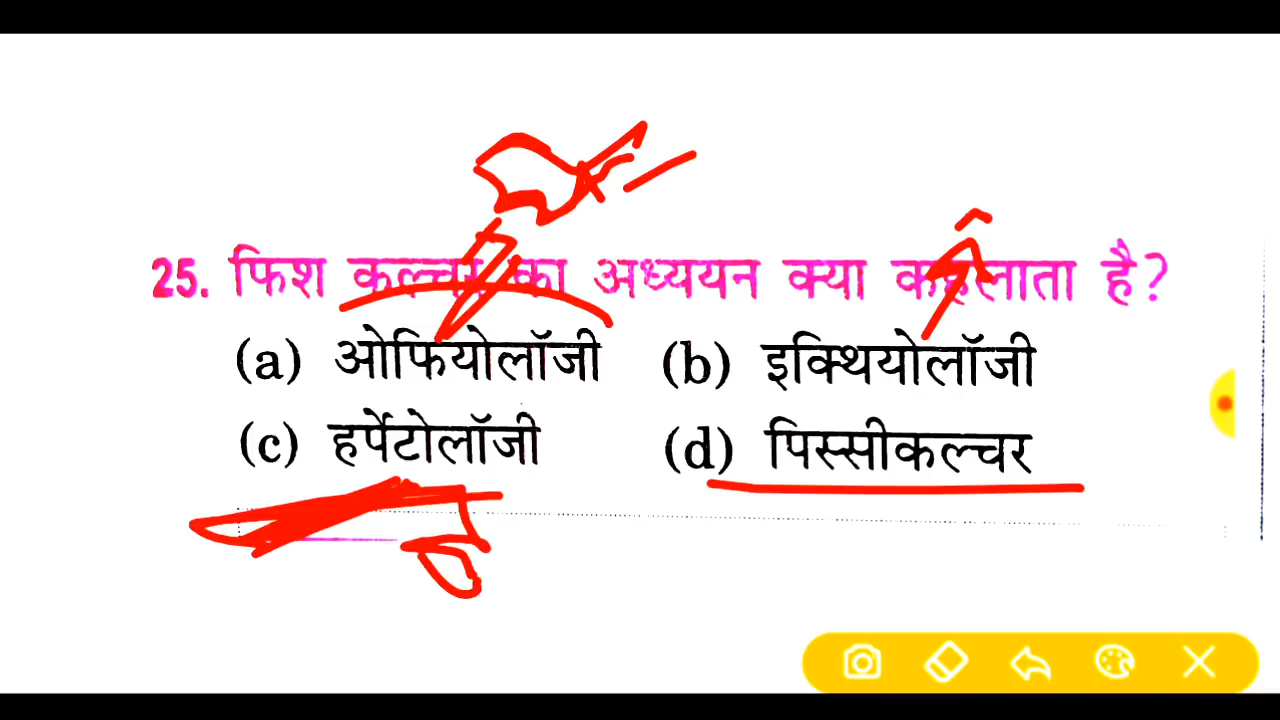 25. फिश कल्चर का अध्ययन क्या कहलाता है?
(a) ओफियोलॉजी (b) इक्थियोलॉजी
(c) हर्पेटोलॉजी (d) पिस्सीकल्चर